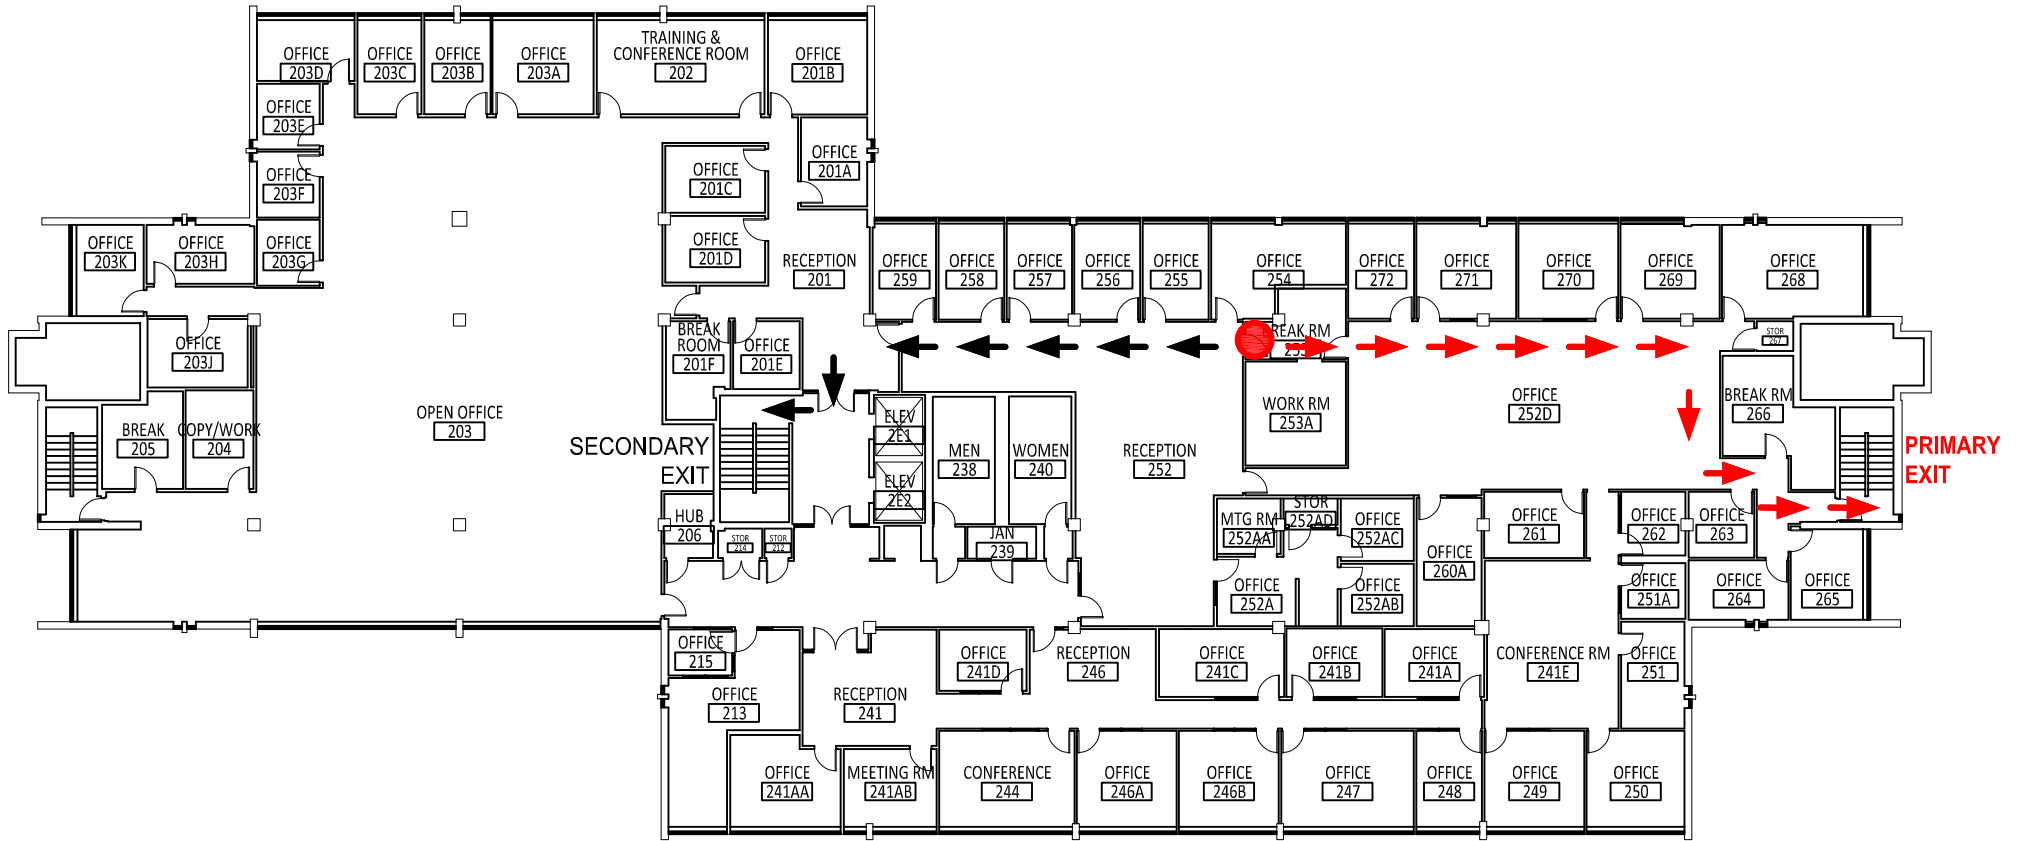 OFFICE
203D
OFFICE
203C
OFFICE
203B
OFFICE
203A
TRAINING &
CONFERENCE ROOM
202
OFFICE
201B
OFFICE
203E
OFFICE
203F
OFFICE
203G
OFFICE
203K
OFFICE
203H
OFFICE
203J
OFFICE
201A
OFFICE
201C
OFFICE
201D
RECEPTION
201
BREAK
ROOM
201F
OFFICE
201E
OFFICE
259
OFFICE
258
OFFICE
257
OFFICE
256
OFFICE
255
OFFICE
254
OFFICE
272
OFFICE
271
OFFICE
270
OFFICE
269
OFFICE
268
BREAK RM
STOR
267
BREAK
205
COPY/WORK
204
OPEN OFFICE
203
SECONDARY
EXIT
ELEV
2E1
ELEV
2E2
MEN
238
WOMEN
240
RECEPTION
252
WORK RM
253A
OFFICE
252D
BREAK RM
266
PRIMARY
EXIT
HUB
206
STOR
214
STOR
212
JAN
239
MTG RM
252AA
STOR
252AD
OFFICE
252AC
OFFICE
252A
OFFICE
252AB
OFFICE
260A
OFFICE
261
OFFICE
262
OFFICE
263
OFFICE
251A
OFFICE
264
OFFICE
265
OFFICE
215
OFFICE
213
RECEPTION
241
OFFICE
241D
RECEPTION
246
OFFICE
241C
OFFICE
241B
OFFICE
241A
CONFERENCE RM
241E
OFFICE
251
OFFICE
241AA
MEETING RM
241AB
CONFERENCE
244
OFFICE
246A
OFFICE
246B
OFFICE
247
OFFICE
248
OFFICE
249
OFFICE
250